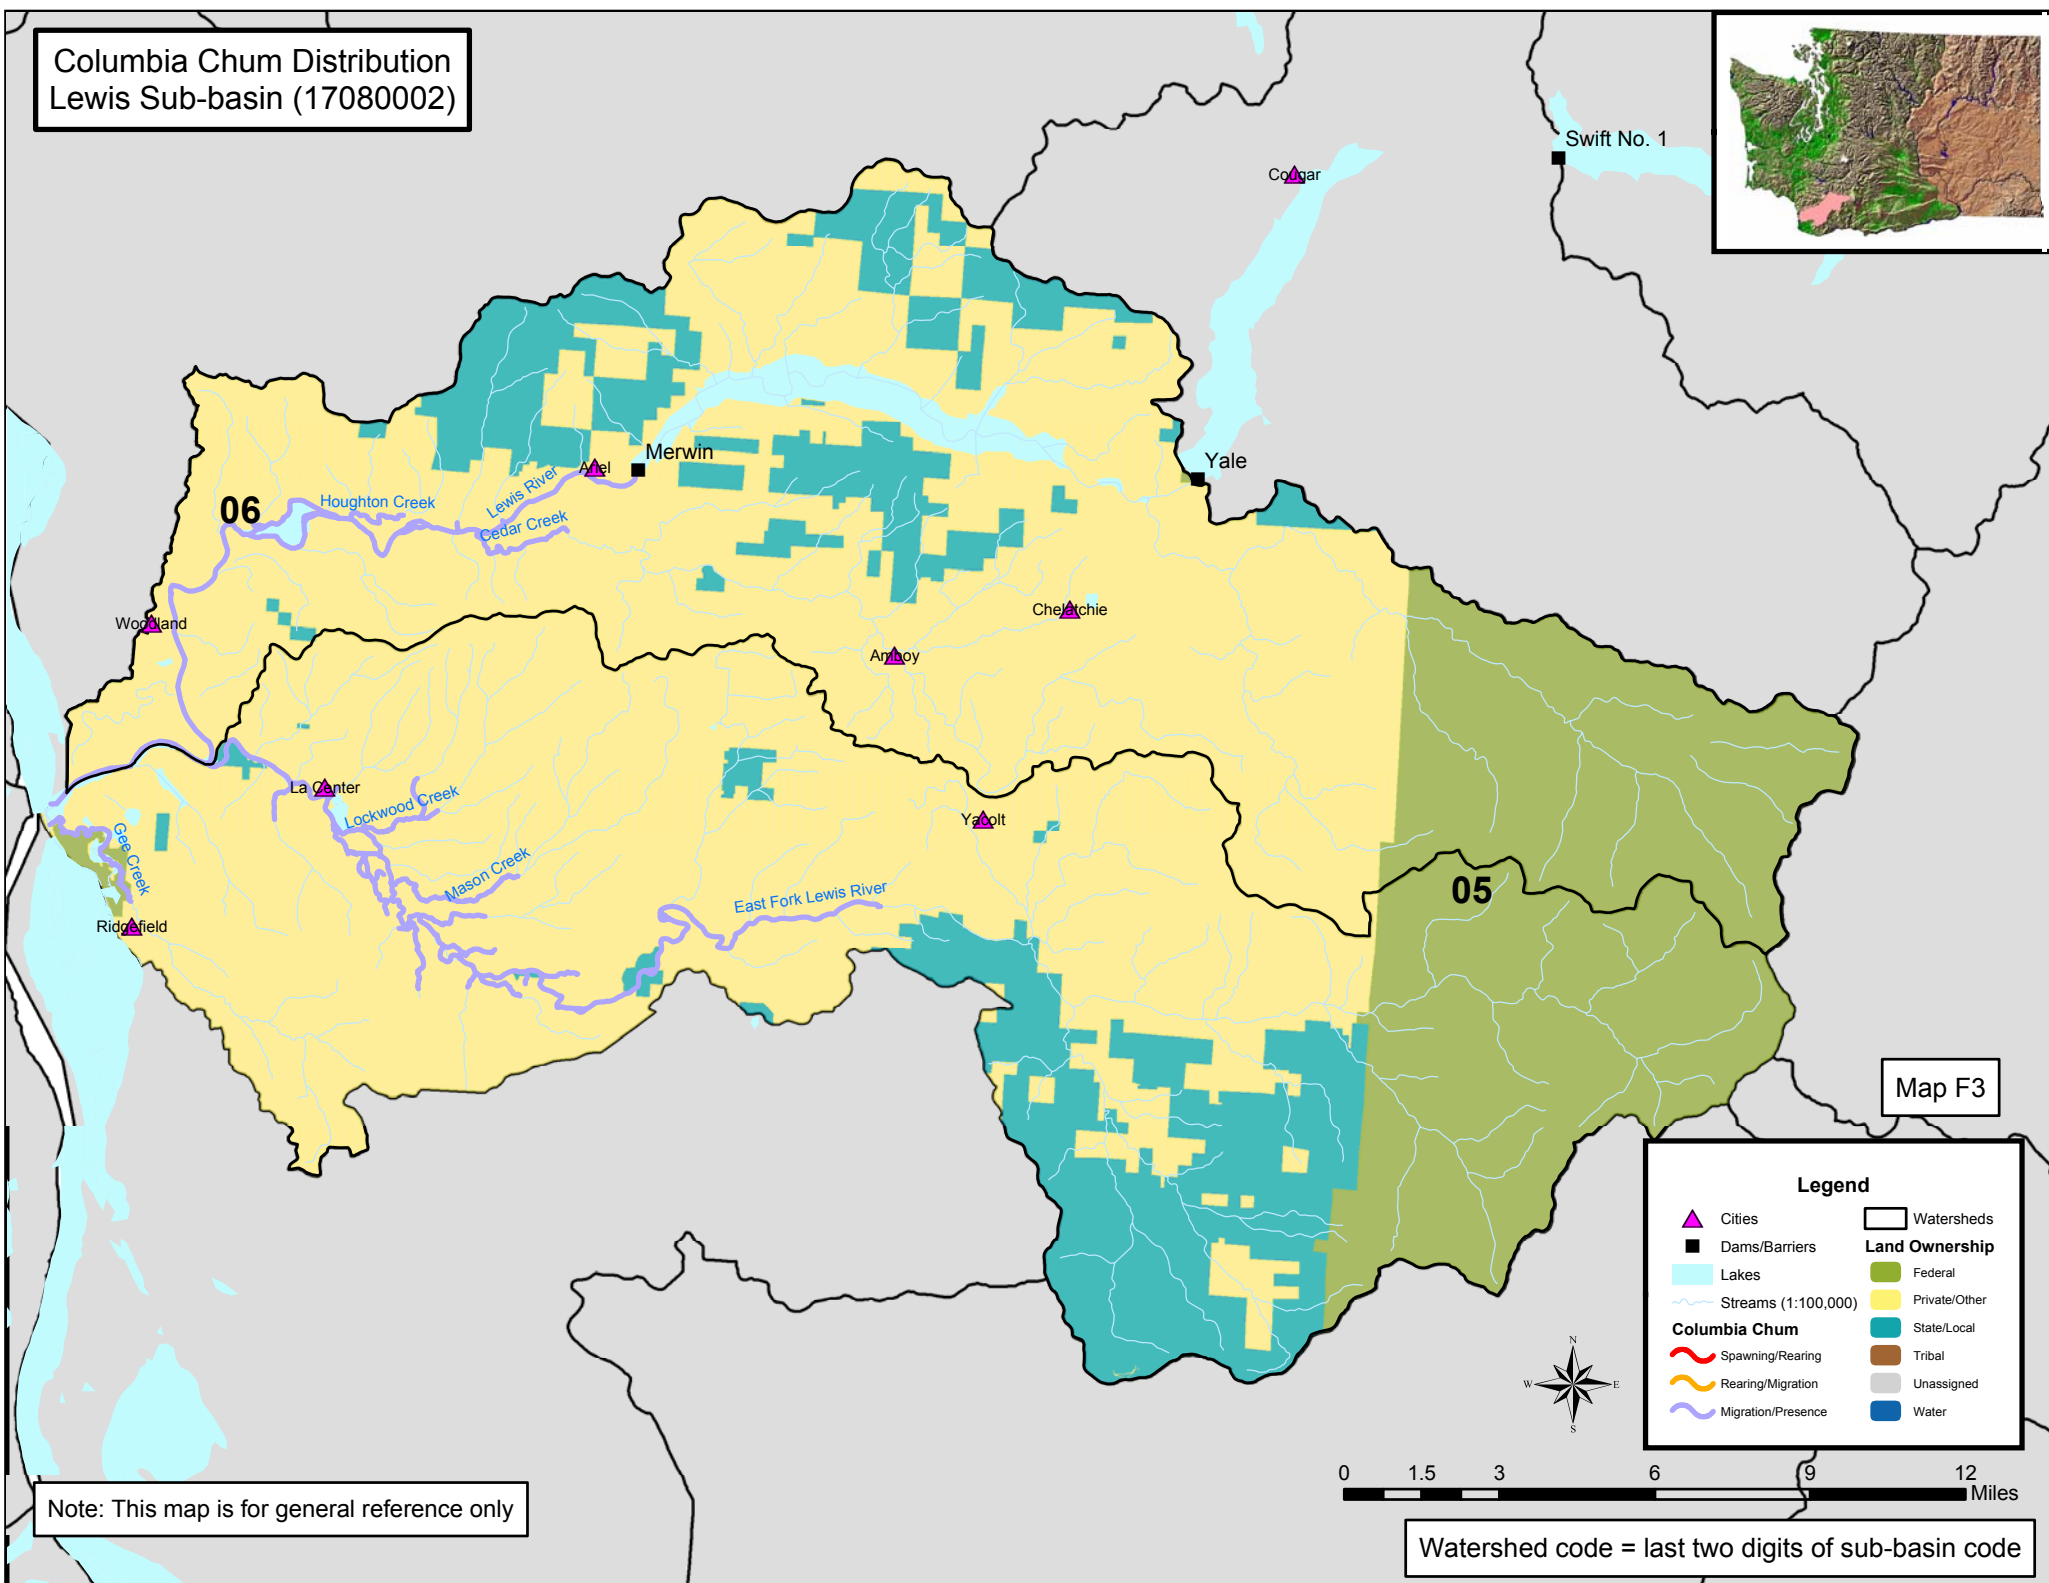 Columbia Chum Distribution
Lewis Sub-basin (17080002)
Swift No. 1
Cougar
Merwin
Ariel
Yale
06
Houghton Creek
Lewis River
Cedar Creek
Woodland
Chelatchie
Amboy
La Center
Lockwood Creek
Yacolt
Gee Creek
Mason Creek
East Fork Lewis River
05
Ridgefield
Map F3
Legend
Cities
Dams/Barriers
Lakes
Streams (1:100,000)
Columbia Chum
Spawning/Rearing
Rearing/Migration
Migration/Presence
Watersheds
Land Ownership
Federal
Private/Other
State/Local
Tribal
Unassigned
Water
N
W
E
S
0 1.5 3 6 9 12
Miles
Note: This map is for general reference only
Watershed code = last two digits of sub-basin code